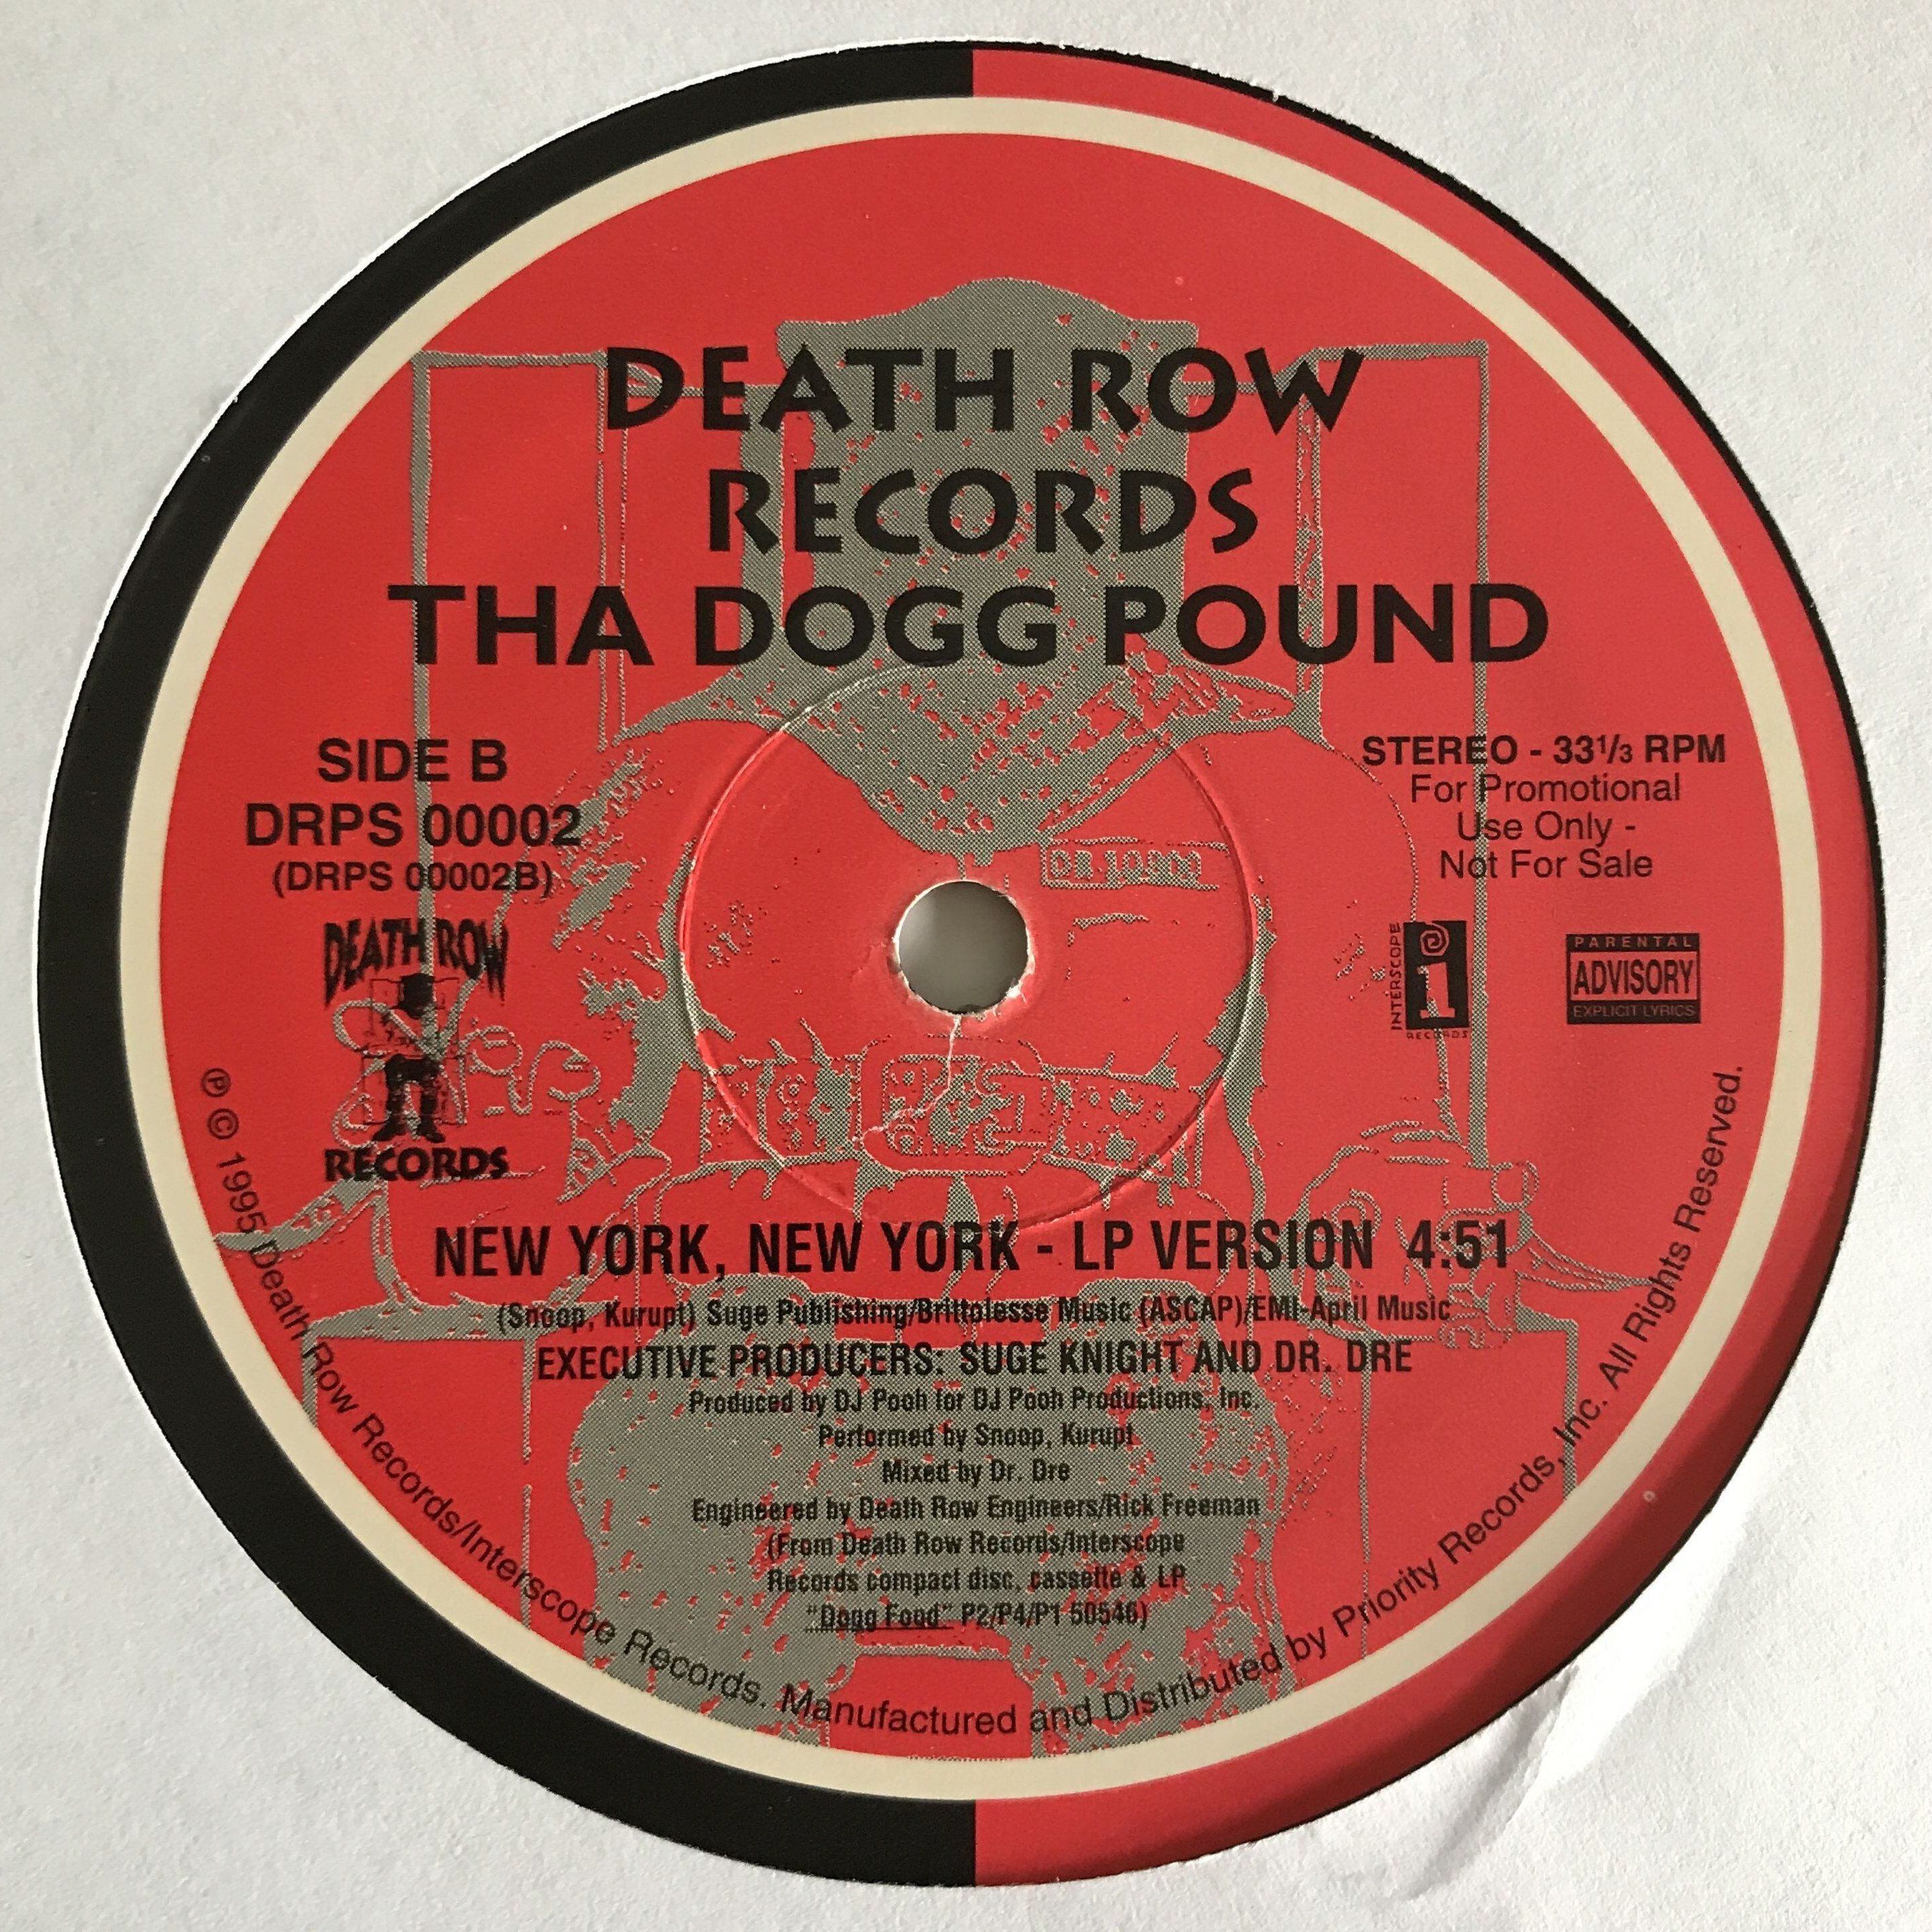 DEATH ROW
RECORDS
THA DOGG POUND
SIDE B
DRPS 00002
(DRPS 00002B)
STEREO - 33⅓ RPM
For Promotional
Use Only -
Not For Sale
DEATH ROW
RECORDS
INTERSCOPE
i
RECORDS
PARENTAL
ADVISORY
EXPLICIT LYRICS
NEW YORK, NEW YORK - LP VERSION 4:51
(Snoop, Kurupt) Suge Publishing/Brittolesse Music (ASCAP)/EMI-April Music
EXECUTIVE PRODUCERS: SUGE KNIGHT AND DR. DRE
Produced by DJ Pooh for DJ Pooh Productions, Inc.
Performed by Snoop, Kurupt
Mixed by Dr. Dre
Engineered by Death Row Engineers/Rick Freeman
(From Death Row Records/Interscope
Records compact disc, cassette & LP
"Dogg Food" P2/P4/P1 50546)
℗ © 1995 Death Row Records/Interscope Records. Manufactured and Distributed by Priority Records, Inc. All Rights Reserved.